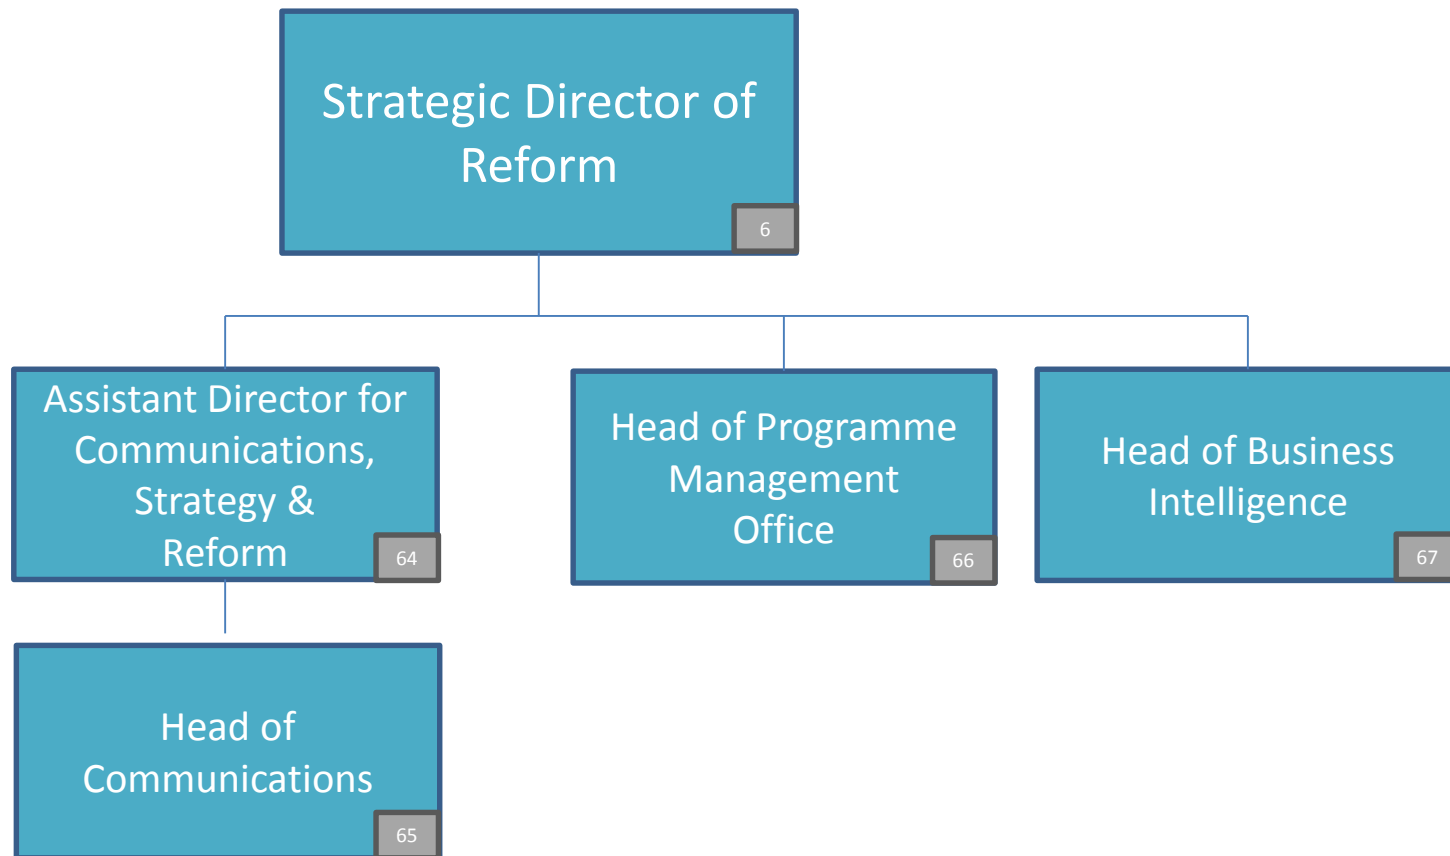 Strategic Director of
Reform
6
Assistant Director for
Communications,
Strategy &
Reform
64
Head of Programme
Management
Office
66
Head of Business
Intelligence
67
Head of
Communications
65